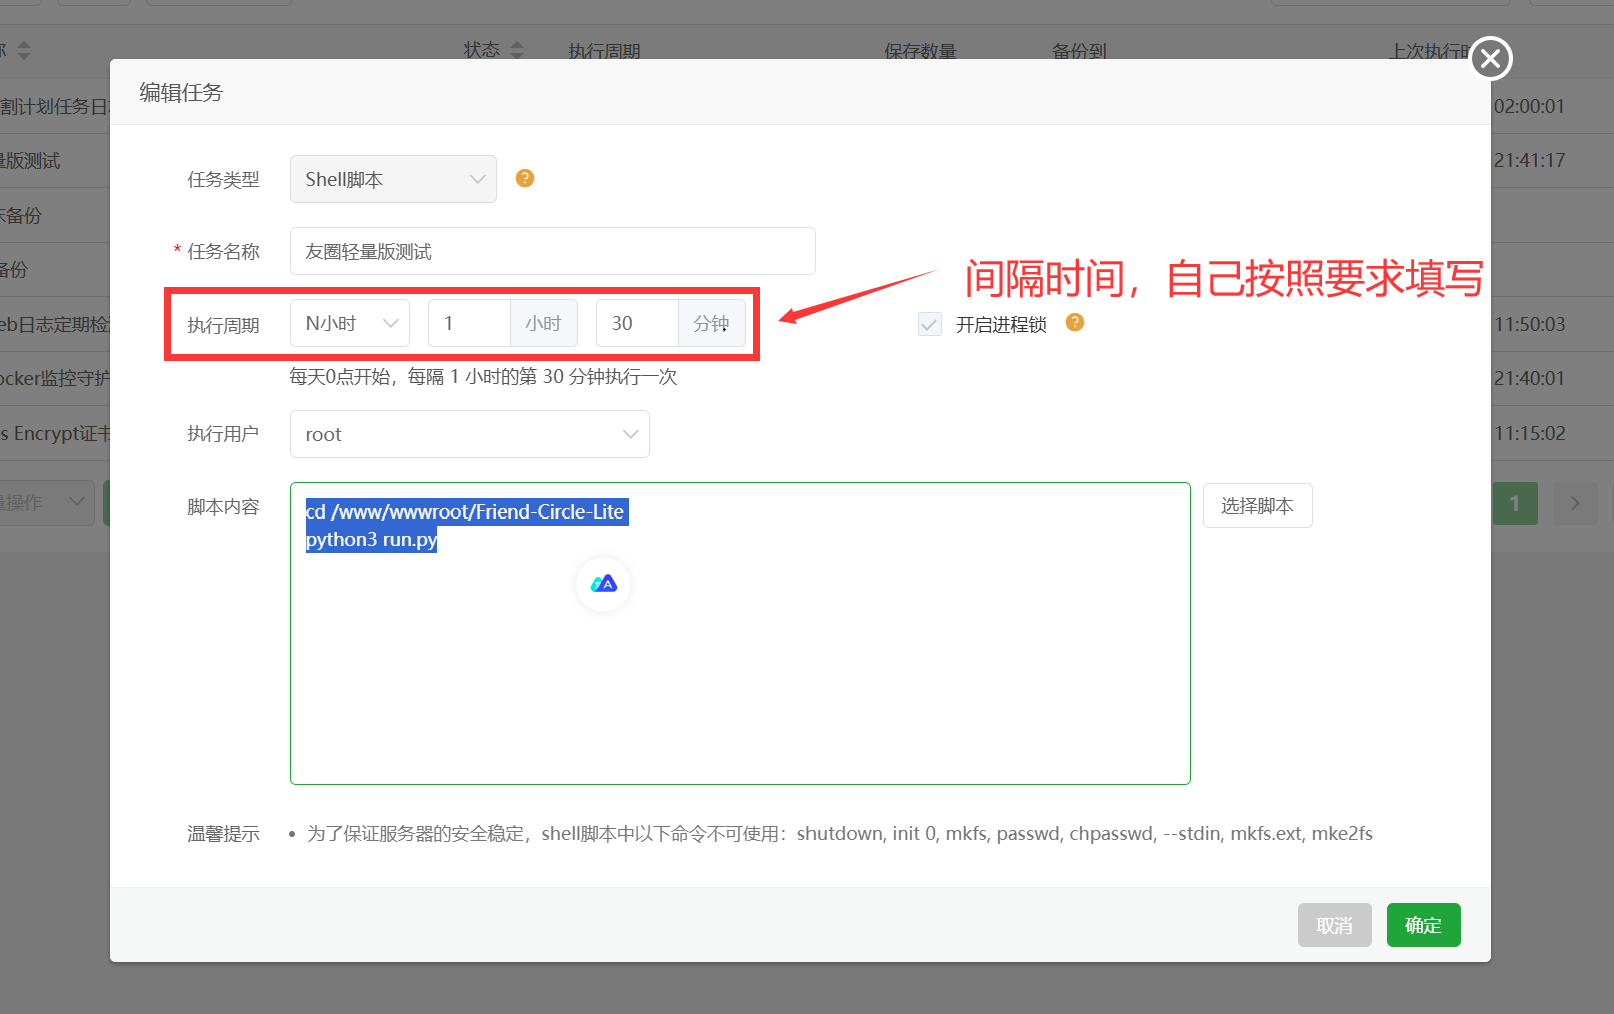 状态 执行周期 保存数量 备份到 上次执行时
编辑任务
割计划任务日 02:00:01
任务类型 Shell脚本 ?
量版测试 21:41:17
备份
* 任务名称 友圈轻量版测试
备份
间隔时间，自己按照要求填写
执行周期 N小时 1 小时 30 分钟 开启进程锁 ?
eb日志定期检 11:50:03
每天0点开始，每隔 1 小时的第 30 分钟执行一次
ocker监控守护 21:40:01
执行用户 root
s Encrypt证书 11:15:02
量操作 1
脚本内容 cd /www/wwwroot/Friend-Circle-Lite
python3 run.py
选择脚本
A
温馨提示 • 为了保证服务器的安全稳定，shell脚本中以下命令不可使用：shutdown, init 0, mkfs, passwd, chpasswd, --stdin, mkfs.ext, mke2fs
取消 确定